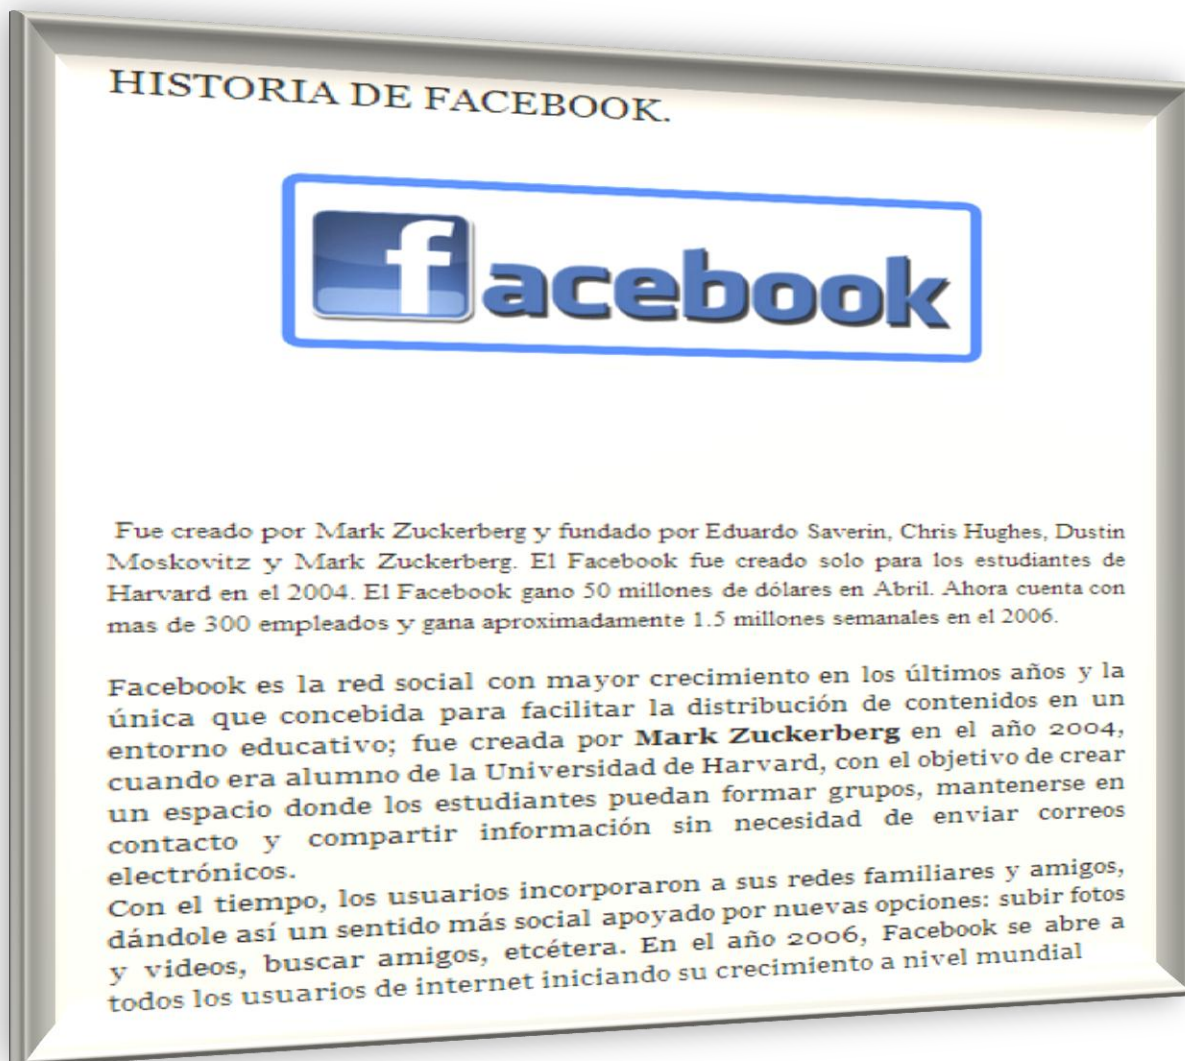 HISTORIA DE FACEBOOK.
facebook
Fue creado por Mark Zuckerberg y fundado por Eduardo Saverin, Chris Hughes, Dustin
Moskovitz y Mark Zuckerberg. El Facebook fue creado solo para los estudiantes de
Harvard en el 2004. El Facebook gano 50 millones de dólares en Abril. Ahora cuenta con
mas de 300 empleados y gana aproximadamente 1.5 millones semanales en el 2006.
Facebook es la red social con mayor crecimiento en los últimos años y la
única que concebida para facilitar la distribución de contenidos en un
entorno educativo; fue creada por Mark Zuckerberg en el año 2004,
cuando era alumno de la Universidad de Harvard, con el objetivo de crear
un espacio donde los estudiantes puedan formar grupos, mantenerse en
contacto y compartir información sin necesidad de enviar correos
electrónicos.
Con el tiempo, los usuarios incorporaron a sus redes familiares y amigos,
dándole así un sentido más social apoyado por nuevas opciones: subir fotos
y videos, buscar amigos, etcétera. En el año 2006, Facebook se abre a
todos los usuarios de internet iniciando su crecimiento a nivel mundial